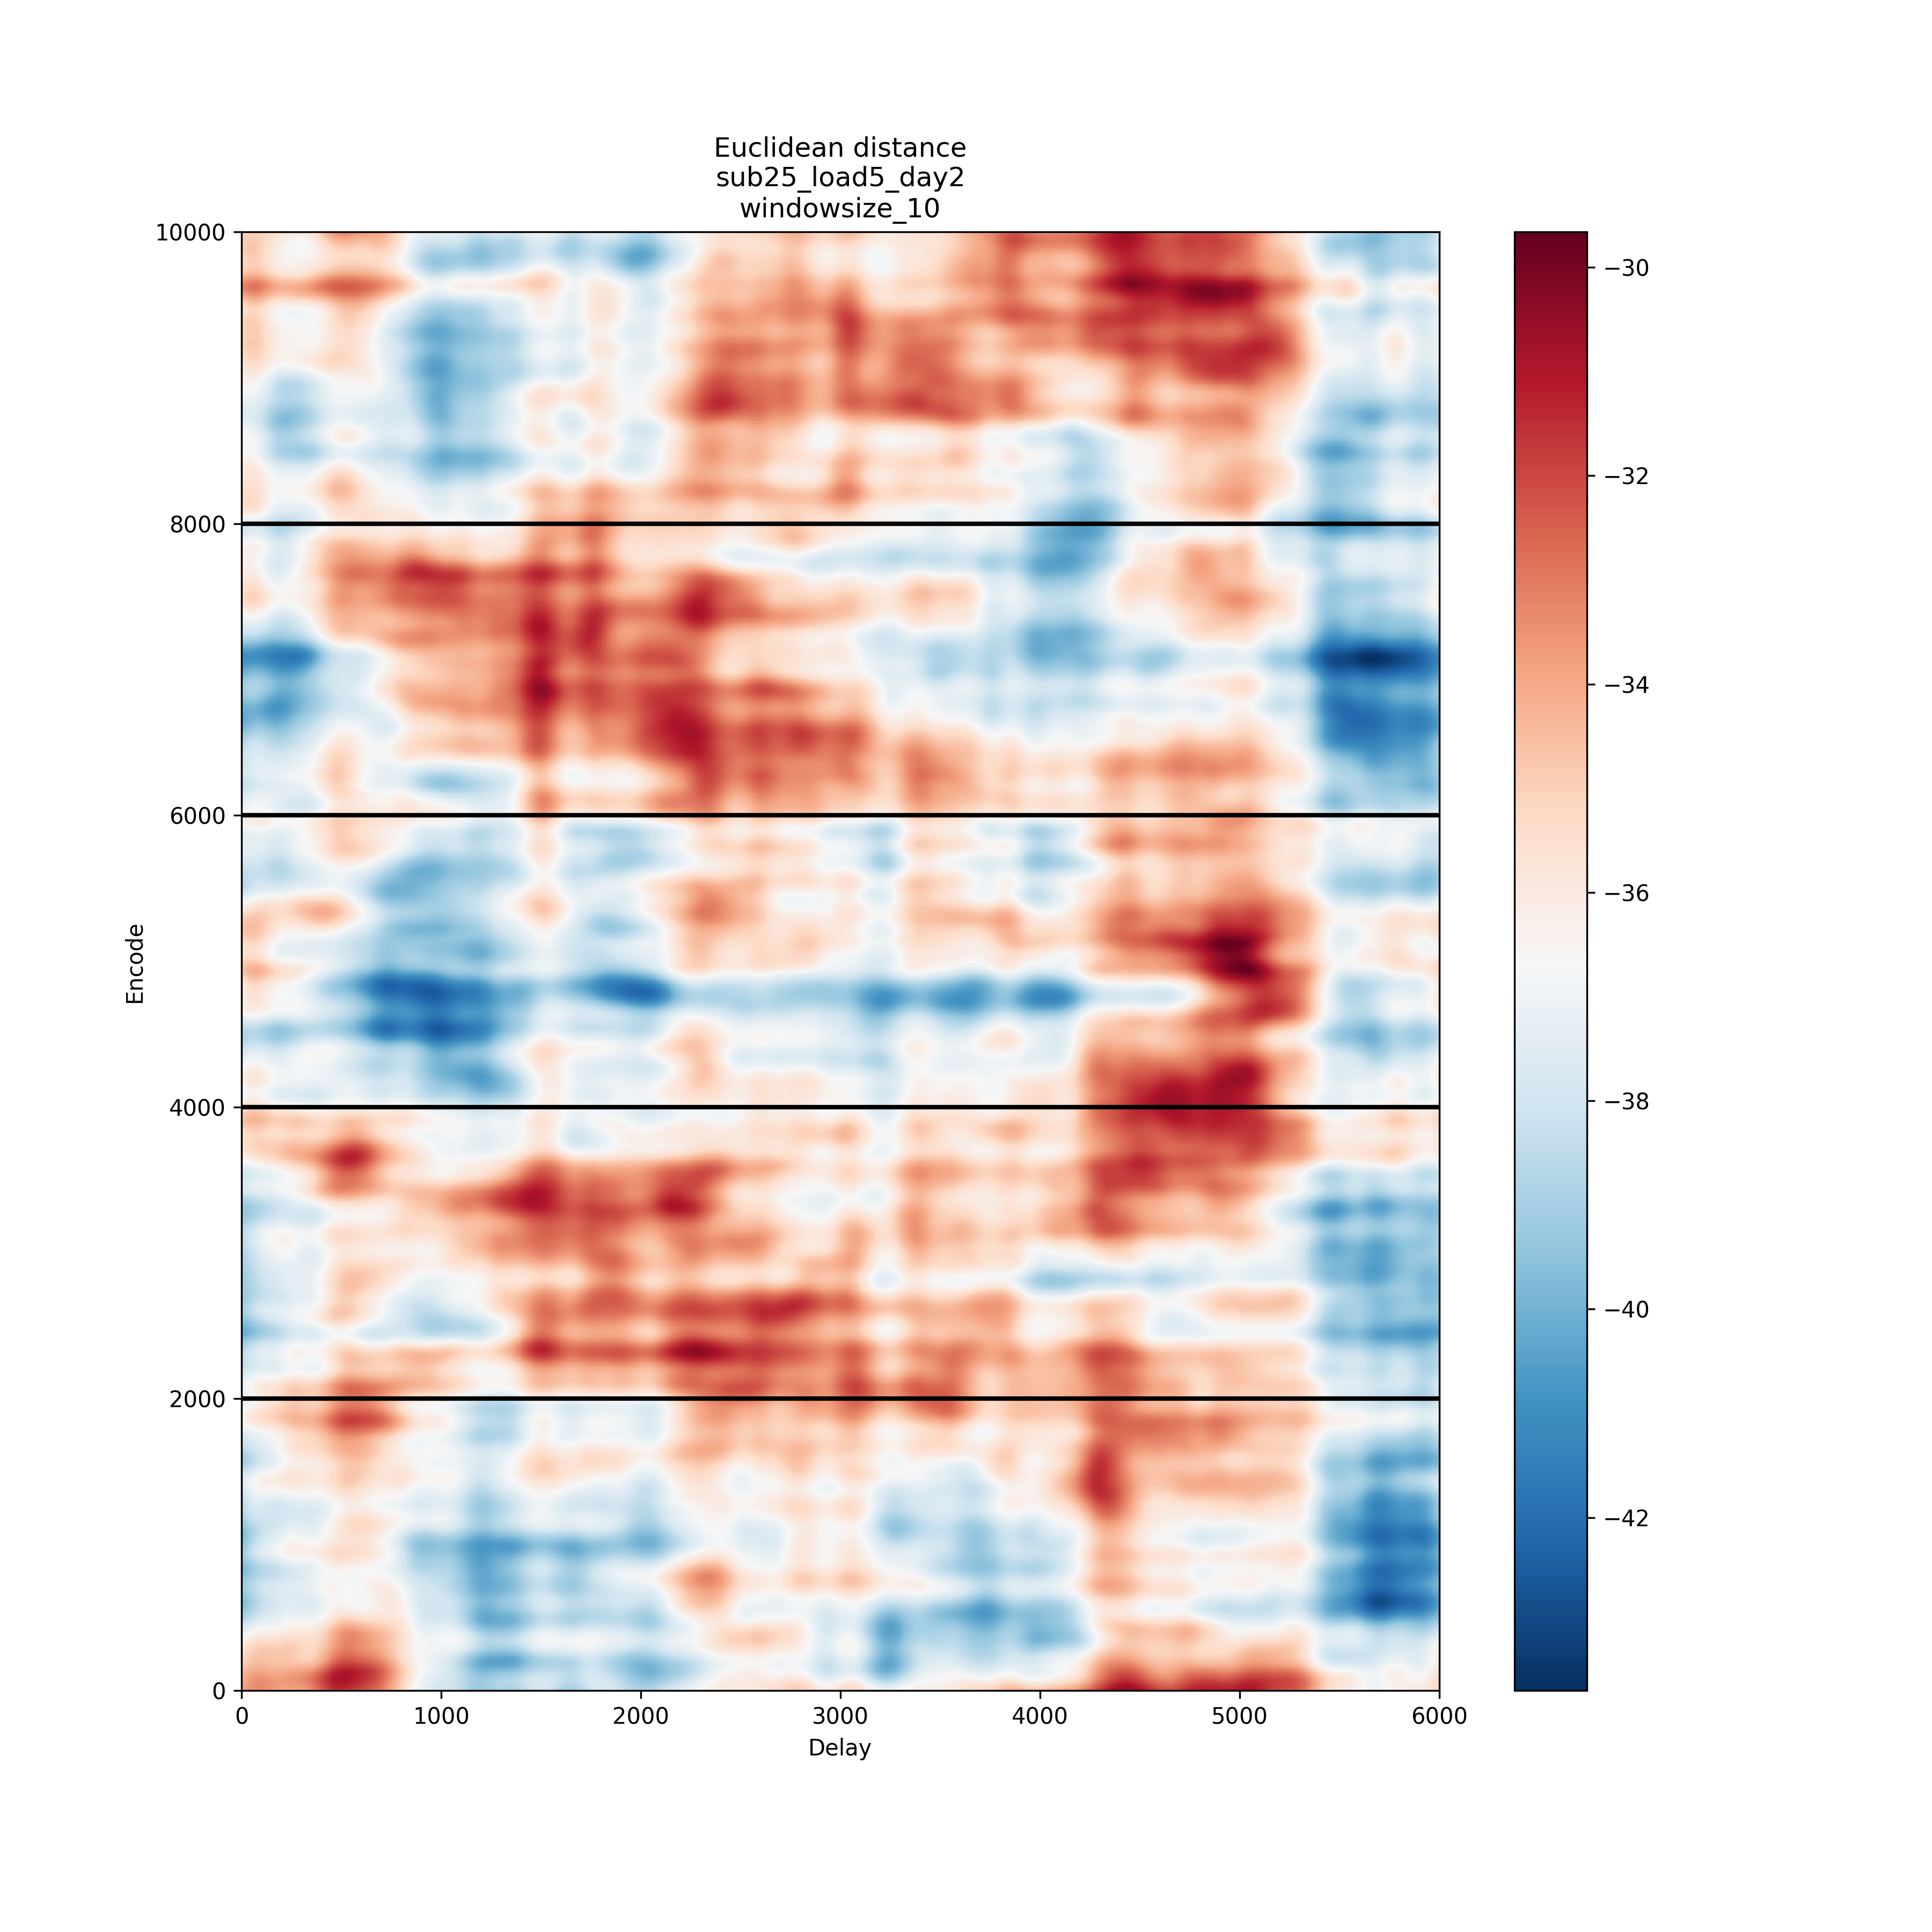 Euclidean distance
sub25_load5_day2
windowsize_10
10000
8000
6000
4000
2000
0
Encode
0 1000 2000 3000 4000 5000 6000
Delay
−30
−32
−34
−36
−38
−40
−42